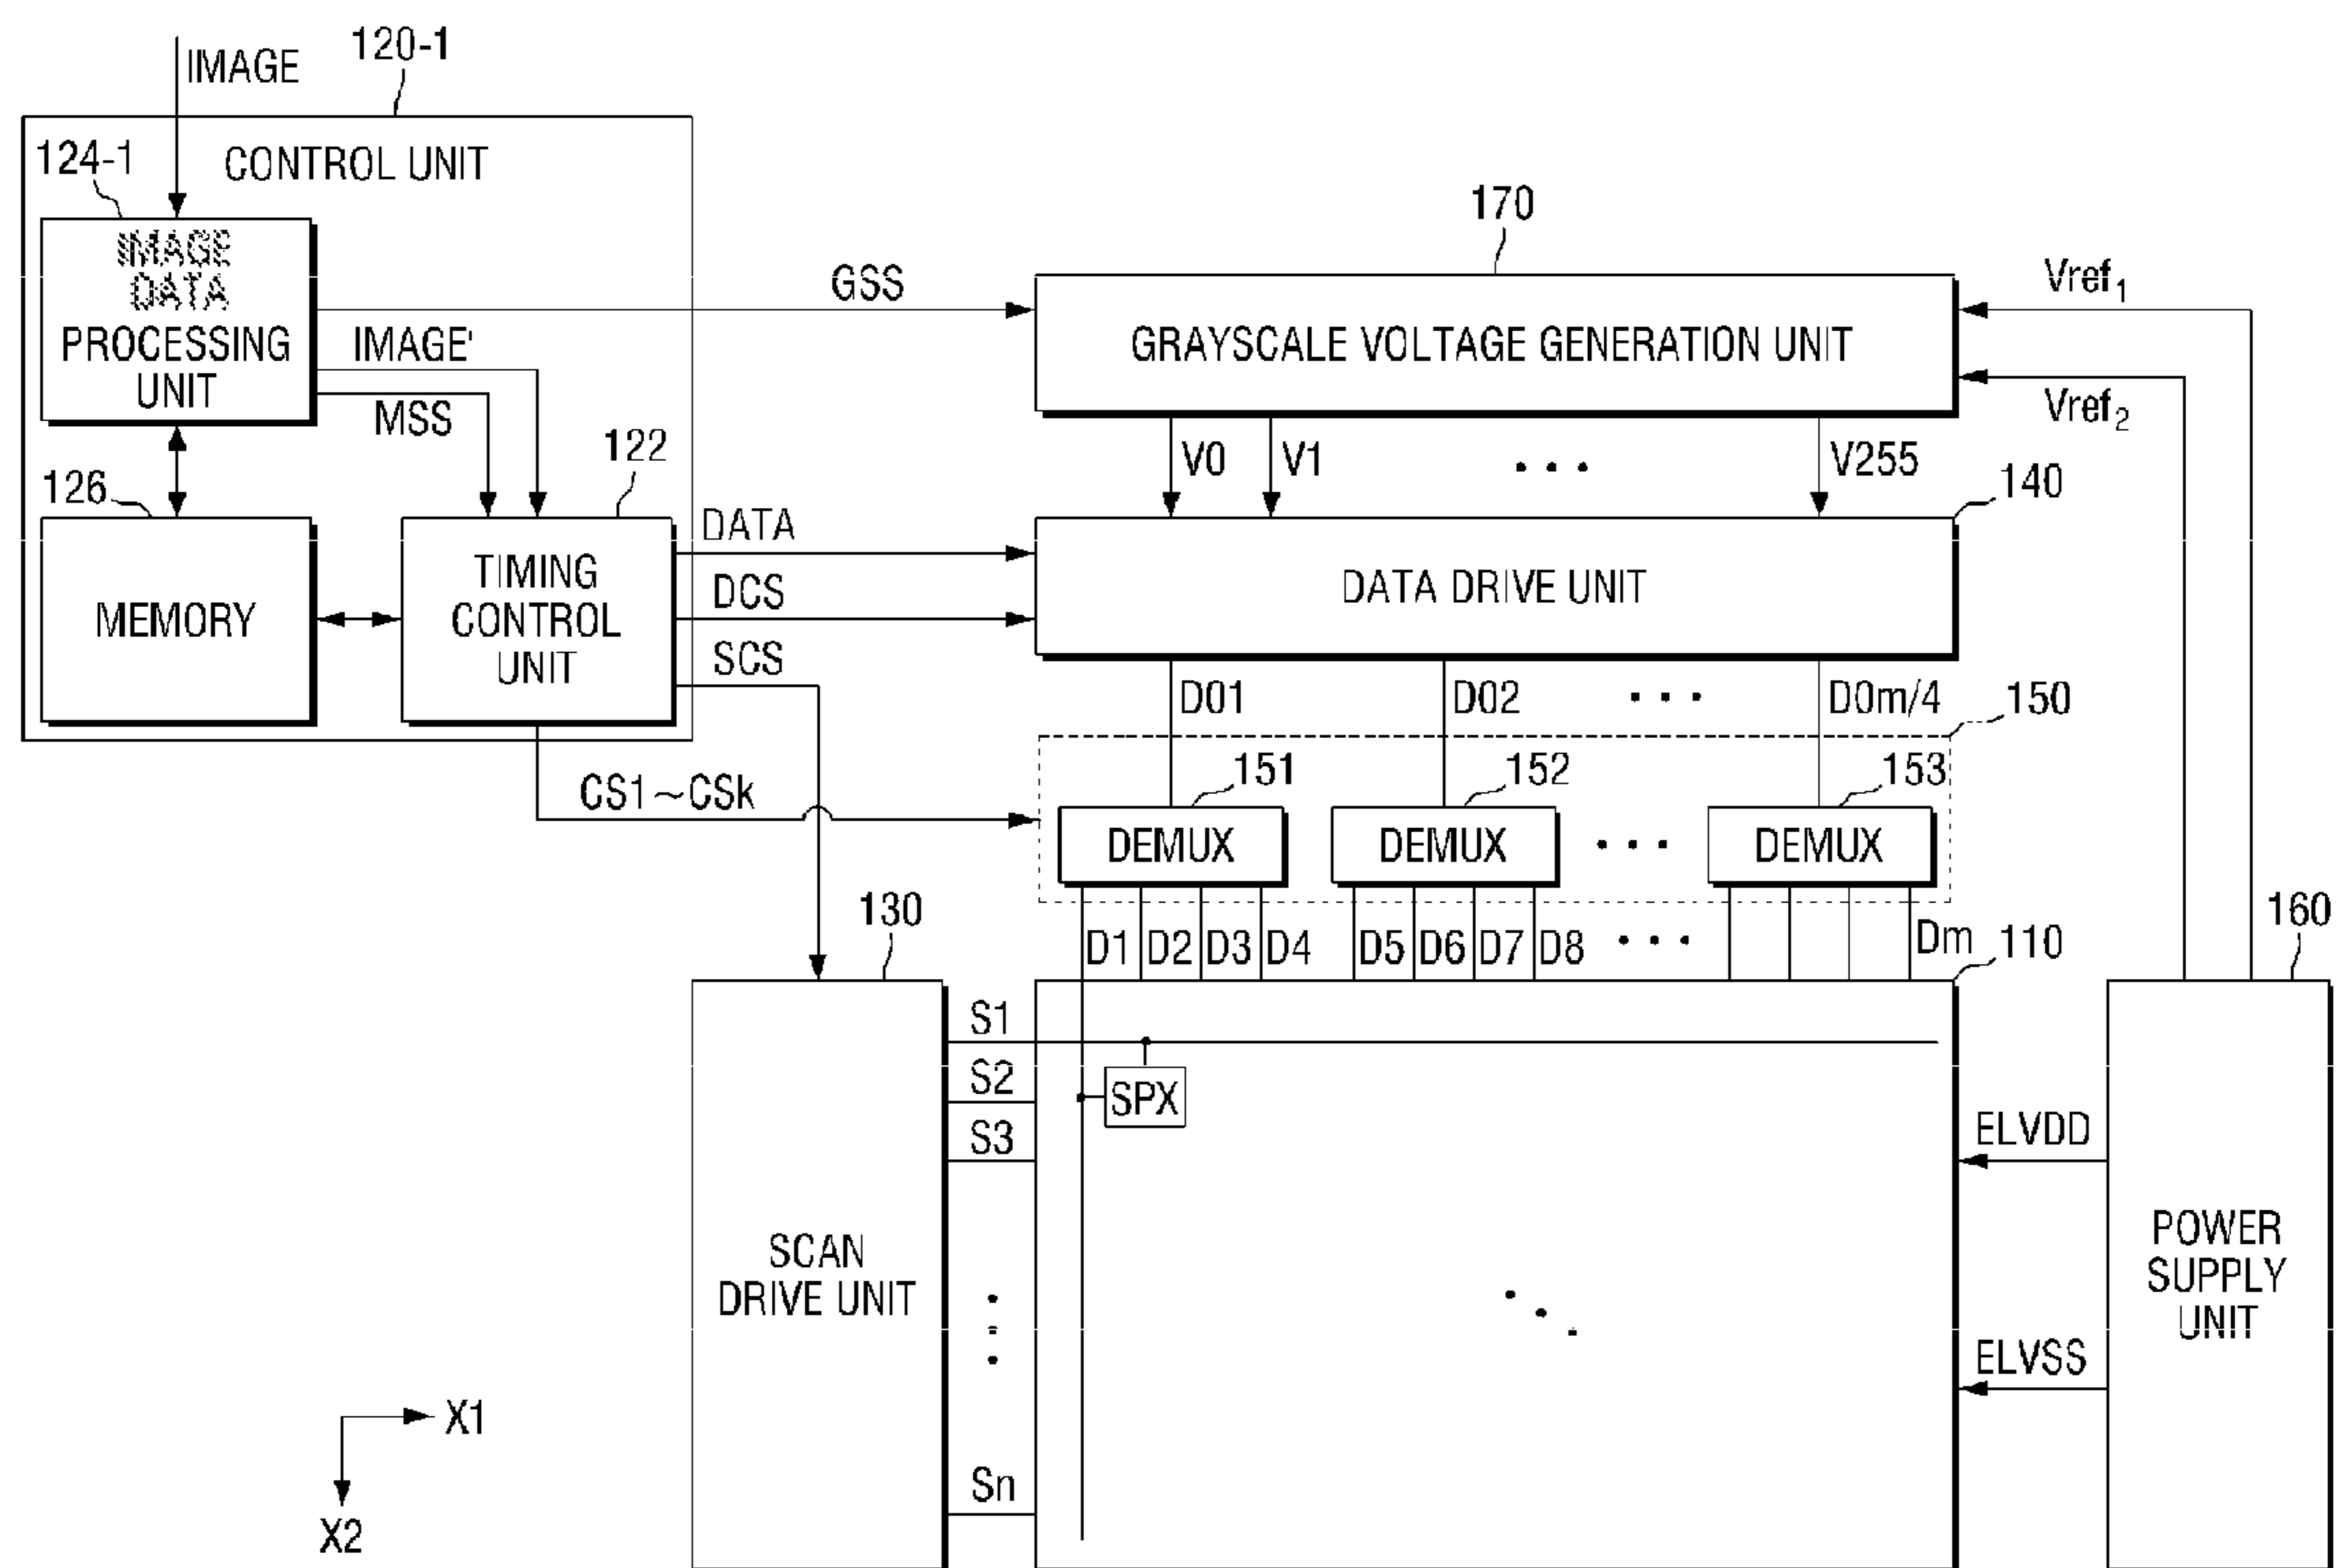 120-1
IMAGE
CONTROL UNIT
124-1
IMAGE
DATA
PROCESSING
UNIT
GSS
IMAGE'
MSS
170
GRAYSCALE VOLTAGE GENERATION UNIT
Vref1
Vref2
V0
V1
• • •
V255
122
126
MEMORY
TIMING
CONTROL
UNIT
DATA
DCS
SCS
140
DATA DRIVE UNIT
D01
D02
• • •
D0m/4
150
CS1~CSk
151
152
153
DEMUX
DEMUX
• • •
DEMUX
130
D1
D2
D3
D4
D5
D6
D7
D8
• • •
Dm
110
160
S1
S2
S3
Sn
SPX
SCAN
DRIVE UNIT
ELVDD
ELVSS
POWER
SUPPLY
UNIT
X1
X2